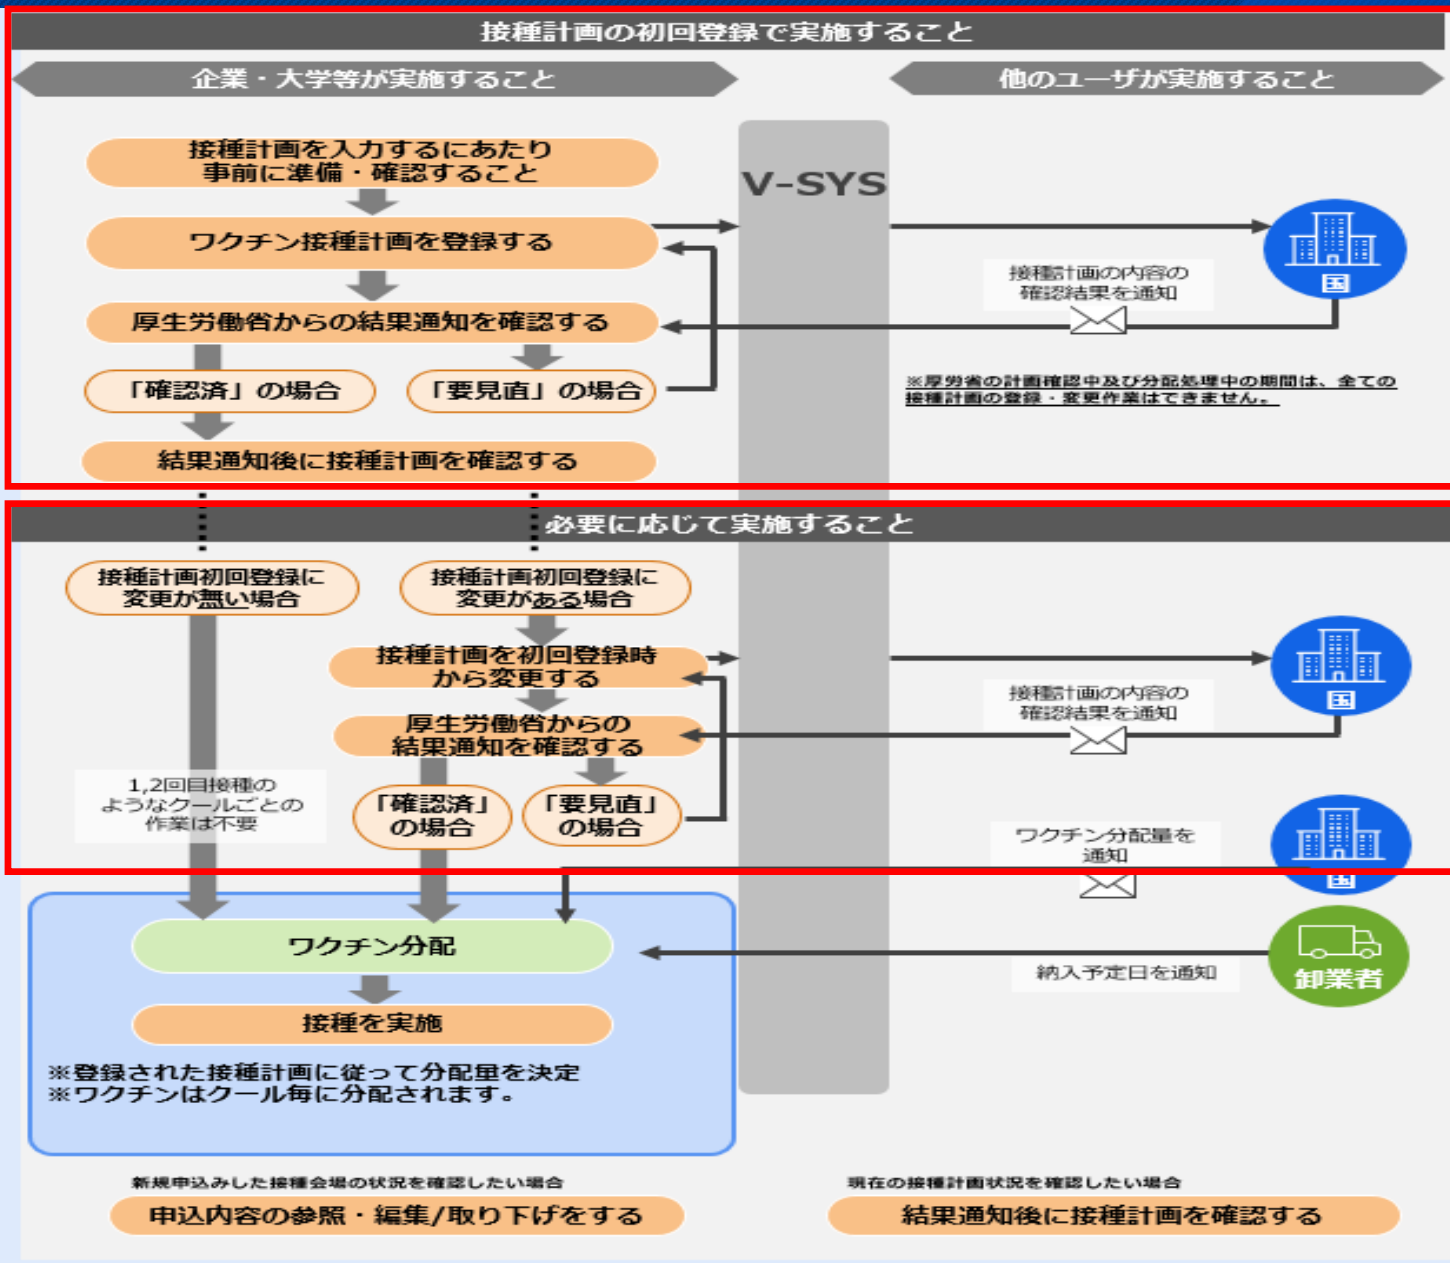 接種計画の初回登録で実施すること
企業・大学等が実施すること
他のユーザが実施すること
接種計画を入力するにあたり
事前に準備・確認すること
V-SYS
ワクチン接種計画を登録する
国
接種計画の内容の
確認結果を通知
厚生労働省からの結果通知を確認する
「確認済」の場合
「要見直」の場合
※厚労省の計画確認中及び分配処理中の期間は、全ての
接種計画の登録・変更作業はできません。
結果通知後に接種計画を確認する
必要に応じて実施すること
接種計画初回登録に
変更が無い場合
接種計画初回登録に
変更がある場合
接種計画を初回登録時
から変更する
国
接種計画の内容の
確認結果を通知
厚生労働省からの
結果通知を確認する
1,2回目接種の
ようなクールごとの
作業は不要
「確認済」
の場合
「要見直」
の場合
ワクチン分配量を
通知
国
ワクチン分配
納入予定日を通知
卸業者
接種を実施
※登録された接種計画に従って分配量を決定
※ワクチンはクール毎に分配されます。
新規申込みした接種会場の状況を確認したい場合
申込内容の参照・編集/取り下げをする
現在の接種計画状況を確認したい場合
結果通知後に接種計画を確認する